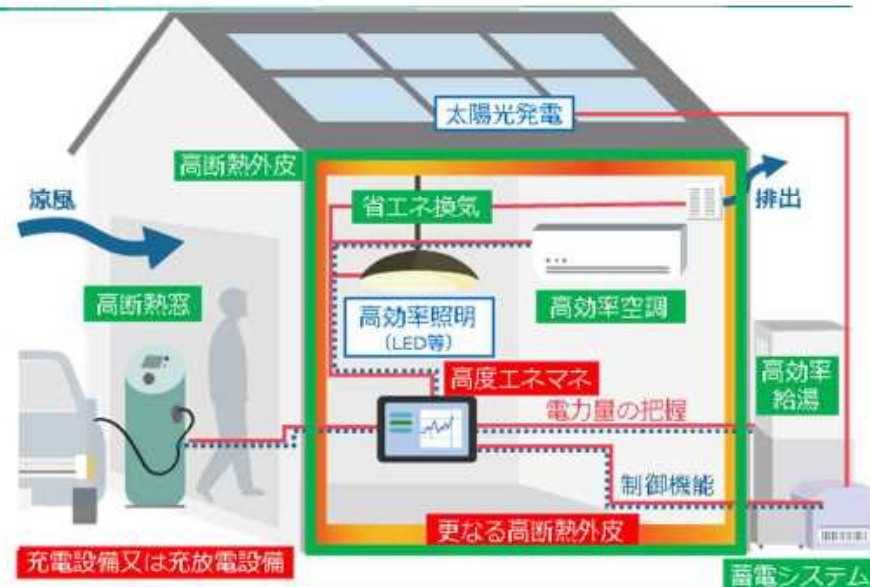 太陽光発電
高断熱外皮
涼風
省エネ換気
排出
高断熱窓
高効率照明
(LED等)
高効率空調
高度エネマネ
高効率
給湯
電力量の把握
制御機能
更なる高断熱外皮
充電設備又は充放電設備
蓄電システム